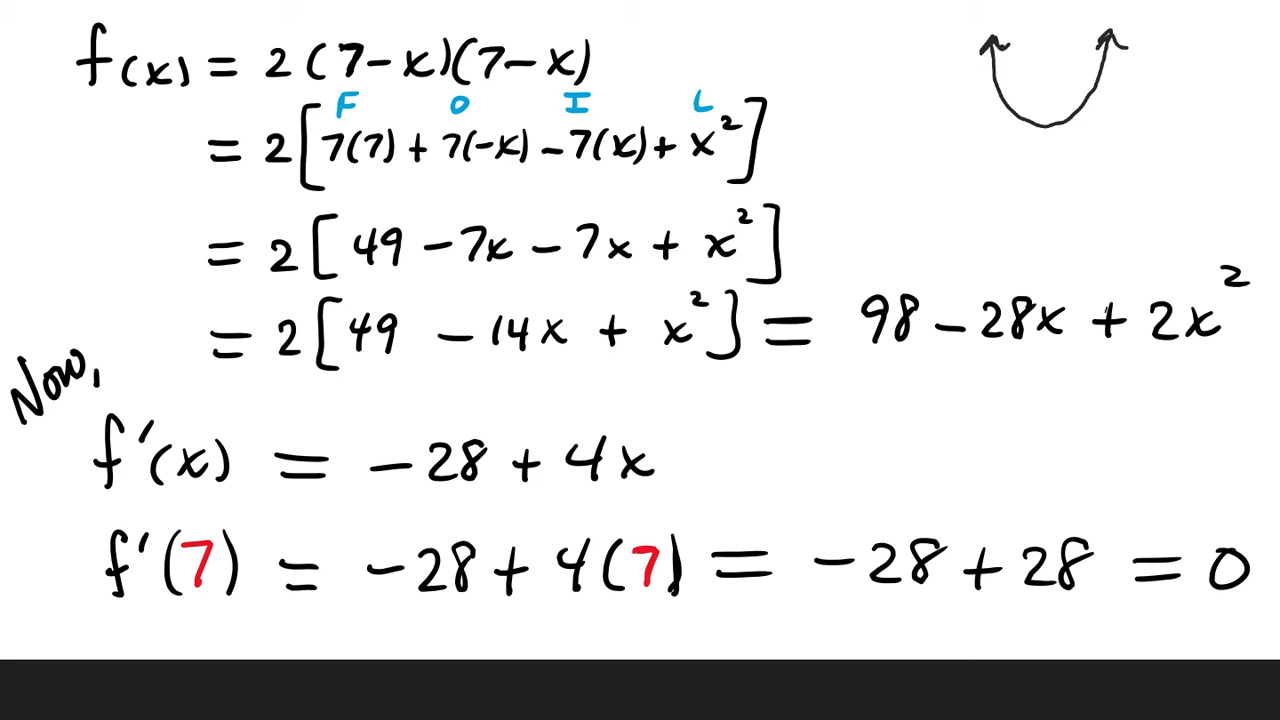 f(x) = 2(7-x)(7-x)
F O I L
= 2[7(7) + 7(-x) - 7(x) + x²]
= 2[49 - 7x - 7x + x²]
= 2[49 - 14x + x²] = 98 - 28x + 2x²
Now,
f'(x) = -28 + 4x
f'(7) = -28 + 4(7) = -28 + 28 = 0